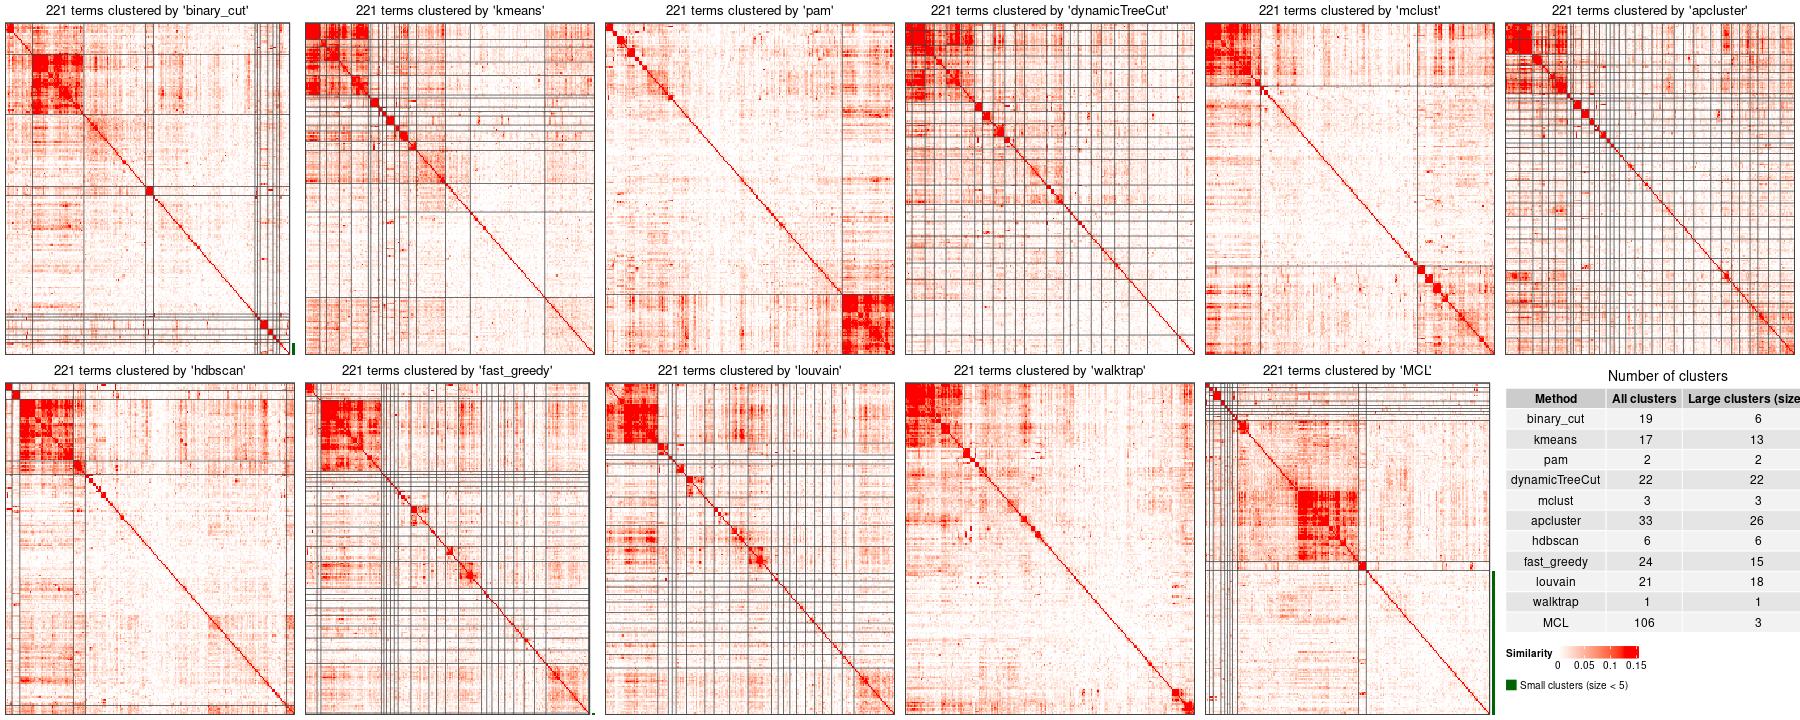 221 terms clustered by 'binary_cut'
221 terms clustered by 'kmeans'
221 terms clustered by 'pam'
221 terms clustered by 'dynamicTreeCut'
221 terms clustered by 'mclust'
221 terms clustered by 'apcluster'
221 terms clustered by 'hdbscan'
221 terms clustered by 'fast_greedy'
221 terms clustered by 'louvain'
221 terms clustered by 'walktrap'
221 terms clustered by 'MCL'
Number of clusters
Method All clusters Large clusters (size
binary_cut 19 6
kmeans 17 13
pam 2 2
dynamicTreeCut 22 22
mclust 3 3
apcluster 33 26
hdbscan 6 6
fast_greedy 24 15
louvain 21 18
walktrap 1 1
MCL 106 3
Similarity
0 0.05 0.1 0.15
Small clusters (size < 5)